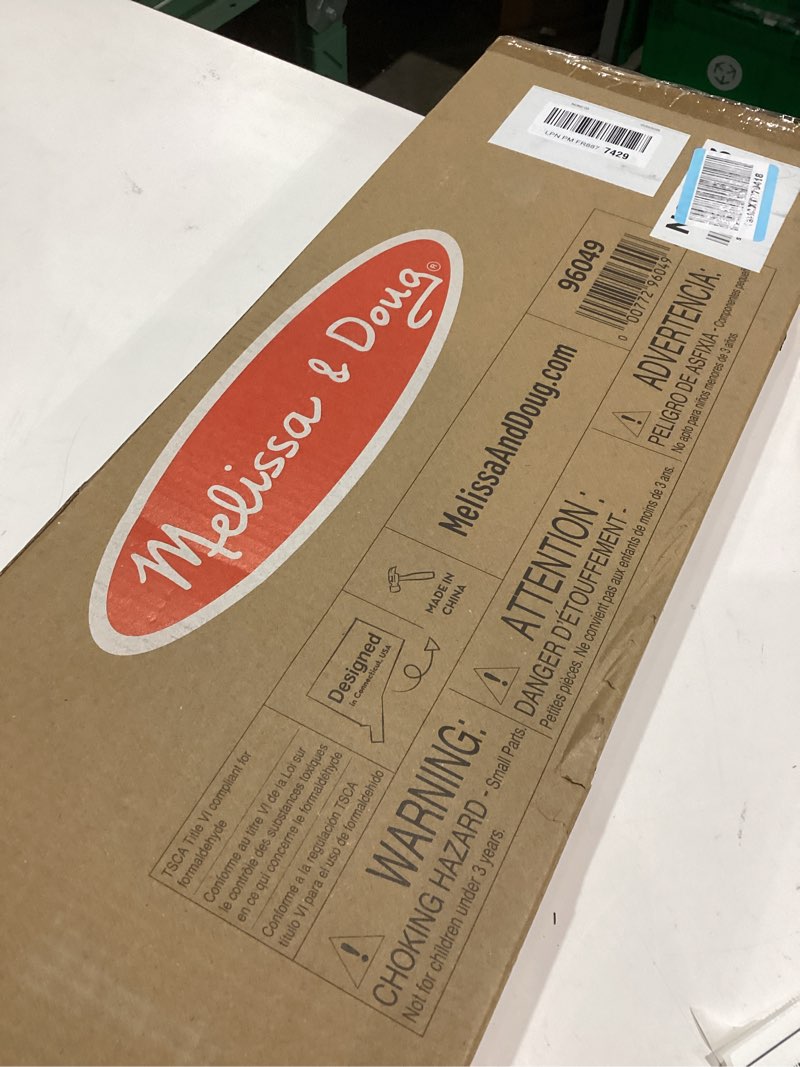 LPN PM FR887 7429
Melissa & Doug®
96049
0 00772 96049
MelissaAndDoug.com
MADE IN
CHINA
Designed
in Connecticut, USA
TSCA Title VI compliant for
formaldehyde
Conforme au titre VI de la Loi sur
le contrôle des substances toxiques
en ce qui concerne le formaldéhyde
Conforme a la regulación TSCA
título VI para el uso de formaldehido
WARNING:
CHOKING HAZARD - Small Parts.
Not for children under 3 years.
ATTENTION :
DANGER D'ÉTOUFFEMENT -
Petites pièces. Ne convient pas aux enfants de moins de 3 ans.
ADVERTENCIA:
PELIGRO DE ASFIXIA - Componentes
No apto para niños menores de 3 años.